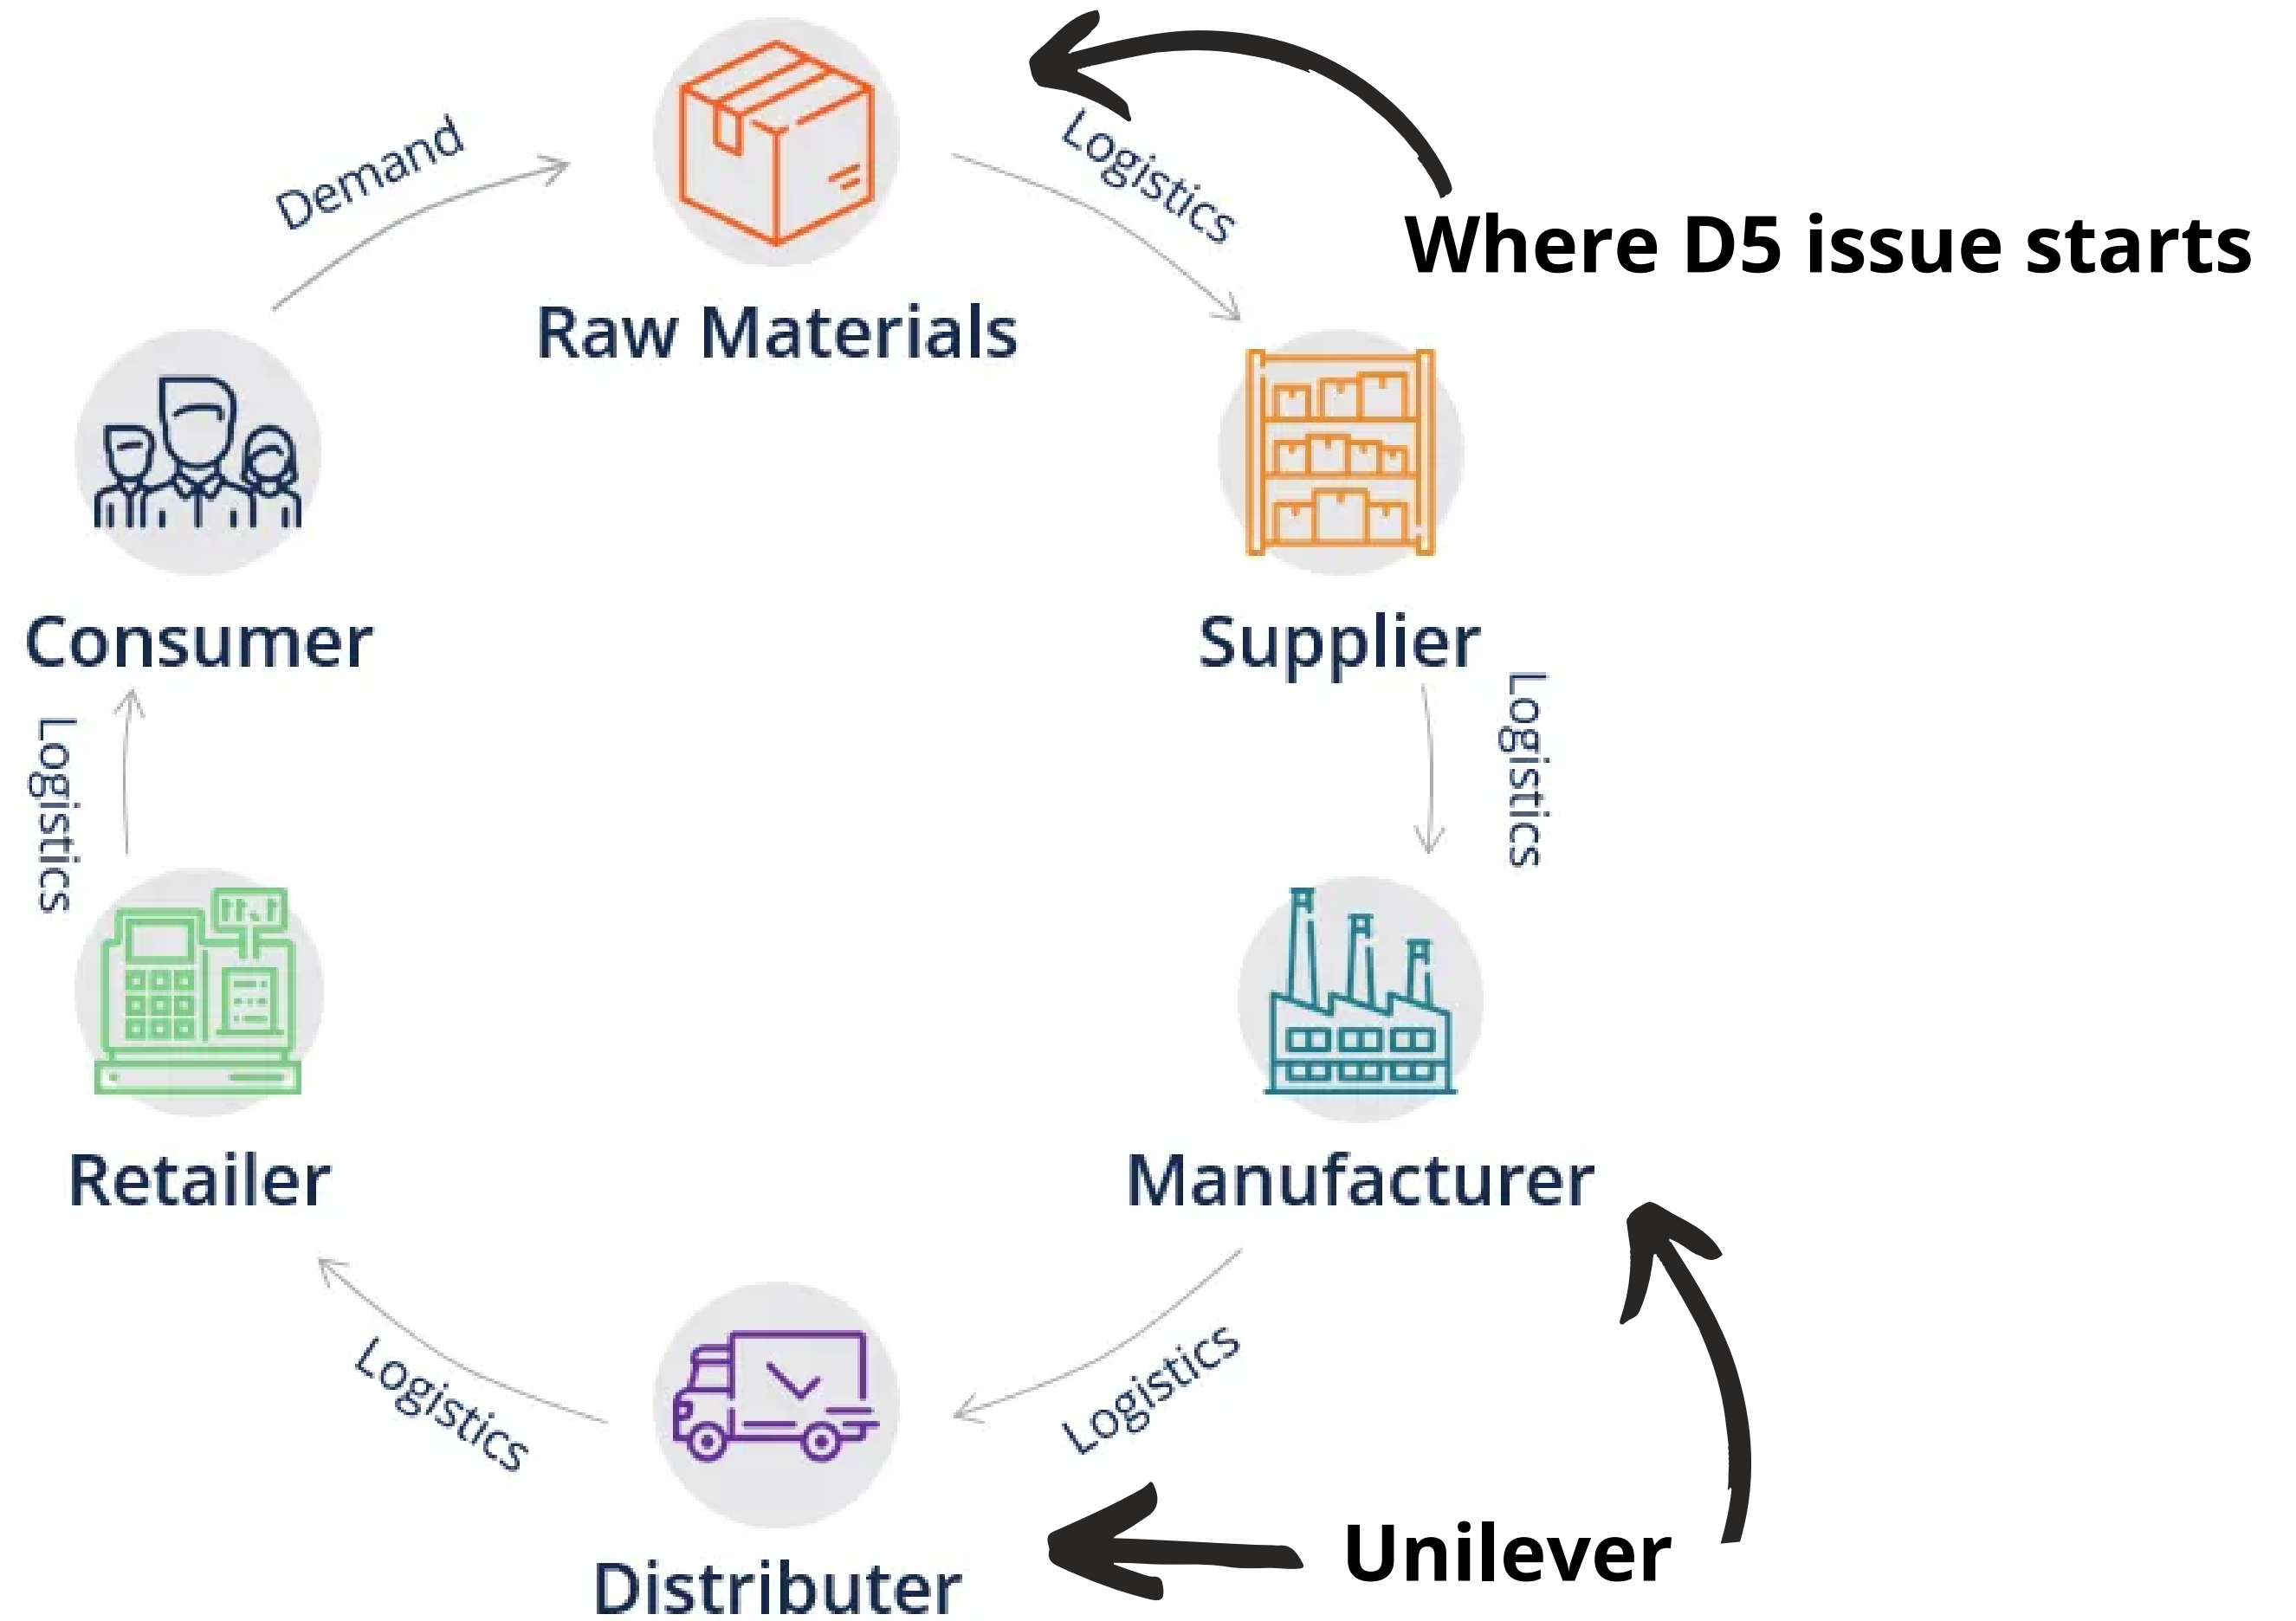 Demand
Logistics
Where D5 issue starts
Raw Materials
Consumer
Supplier
Logistics
Logistics
Retailer
Manufacturer
Logistics
Logistics
Unilever
Distributer